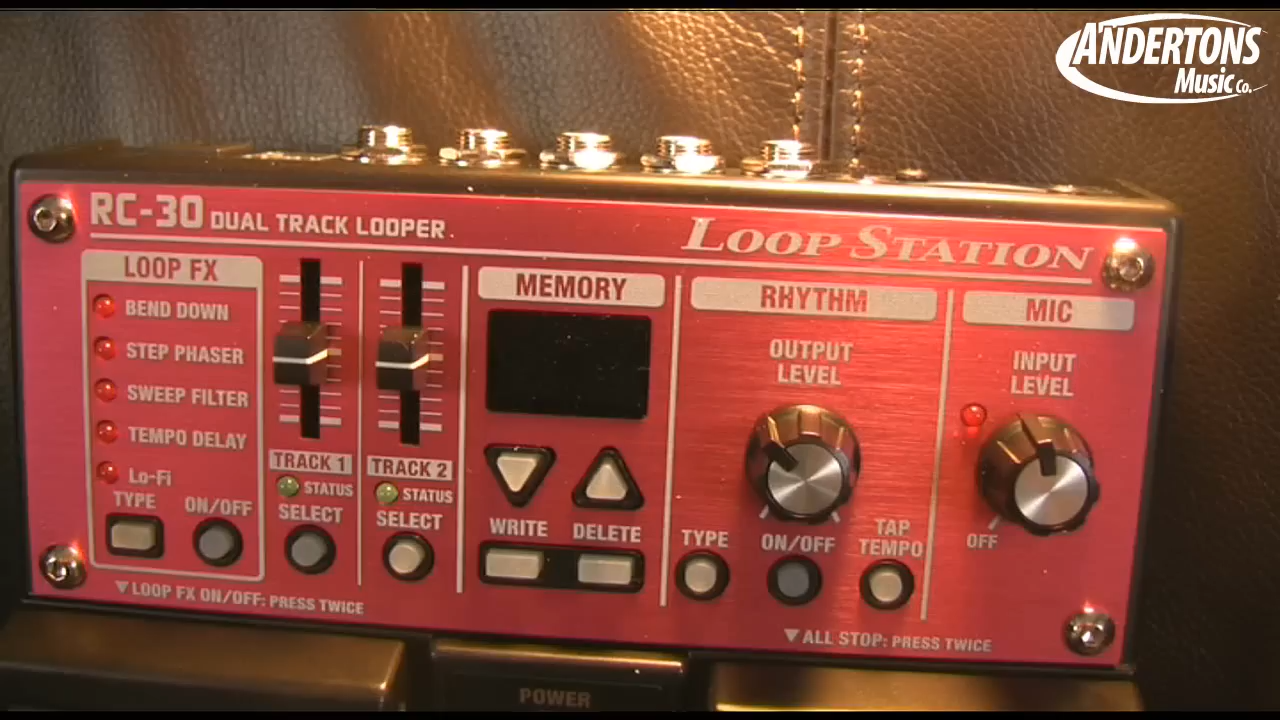 ANDERTONS
MUSIC CO.
RC-30 DUAL TRACK LOOPER
LOOP STATION
LOOP FX
BEND DOWN
STEP PHASER
SWEEP FILTER
TEMPO DELAY
Lo-Fi
TYPE
ON/OFF
TRACK 1
STATUS
SELECT
TRACK 2
STATUS
SELECT
MEMORY
WRITE
DELETE
RHYTHM
OUTPUT
LEVEL
TYPE
ON/OFF
TAP
TEMPO
MIC
INPUT
LEVEL
OFF
▼LOOP FX ON/OFF: PRESS TWICE
▼ALL STOP: PRESS TWICE
POWER